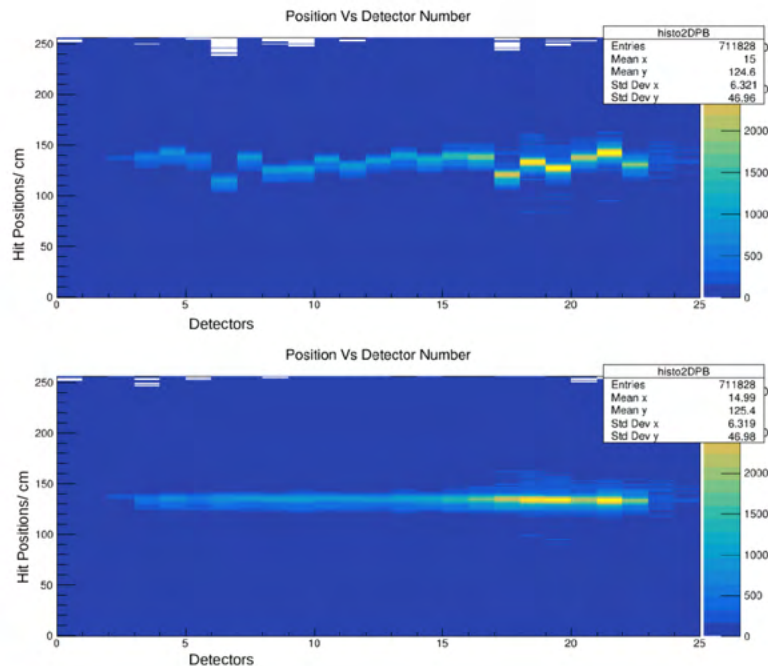 Position Vs Detector Number
histo2DPB
Entries 711828
Mean x 15
Mean y 124.6
Std Dev x 6.321
Std Dev y 46.96
250
200
150
100
50
0
Hit Positions/ cm
2000
1500
1000
500
0
0 5 10 15 20 25
Detectors
Position Vs Detector Number
histo2DPB
Entries 711828
Mean x 14.99
Mean y 125.4
Std Dev x 6.319
Std Dev y 46.98
250
200
150
100
50
0
Hit Positions/ cm
2000
1500
1000
500
0
0 5 10 15 20 25
Detectors